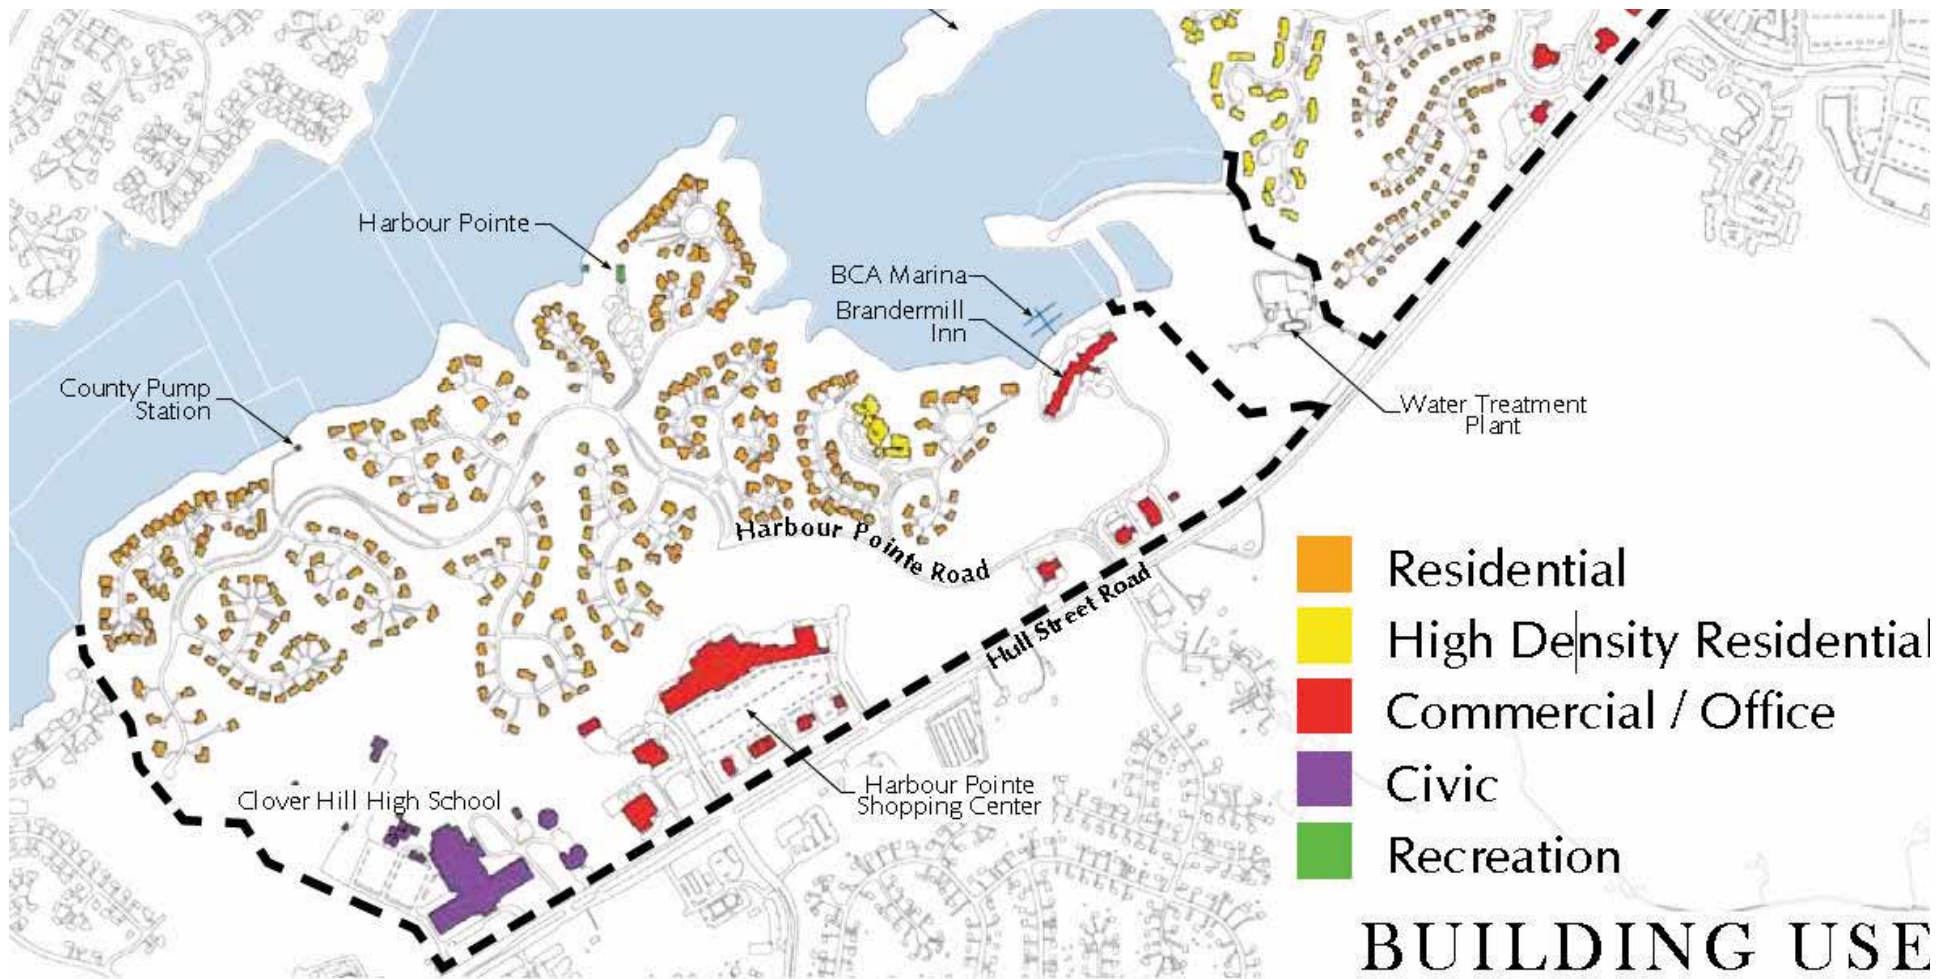 Harbour Pointe
BCA Marina
Brandermill
Inn
County Pump
Station
Water Treatment
Plant
Harbour Pointe Road
Hull Street Road
Harbour Pointe
Shopping Center
Clover Hill High School
Residential
High Density Residential
Commercial / Office
Civic
Recreation
BUILDING USE